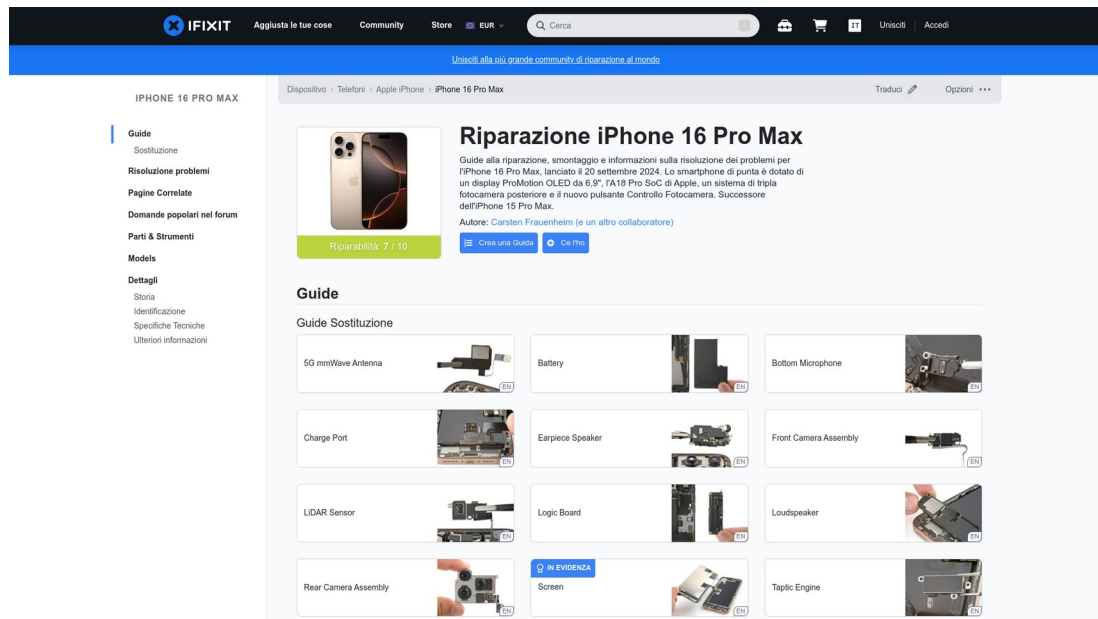 IFIXIT
Aggiusta le tue cose
Community
Store
EUR
Cerca
/
IT
Unisciti
Accedi
Unisciti alla più grande community di riparazione al mondo
IPHONE 16 PRO MAX
Guide
Sostituzione
Risoluzione problemi
Pagine Correlate
Domande popolari nel forum
Parti & Strumenti
Models
Dettagli
Storia
Identificazione
Specifiche Tecniche
Ulteriori informazioni
Dispositivo › Telefoni › Apple iPhone › iPhone 16 Pro Max
Traduci
Opzioni
Riparabilità: 7 / 10
Riparazione iPhone 16 Pro Max
Guide alla riparazione, smontaggio e informazioni sulla risoluzione dei problemi per
l'iPhone 16 Pro Max, lanciato il 20 settembre 2024. Lo smartphone di punta è dotato di
un display ProMotion OLED da 6,9", l'A18 Pro SoC di Apple, un sistema di tripla
fotocamera posteriore e il nuovo pulsante Controllo Fotocamera. Successore
dell'iPhone 15 Pro Max.
Autore: Carsten Frauenheim (e un altro collaboratore)
Crea una Guida
Ce l'ho
Guide
Guide Sostituzione
5G mmWave Antenna
EN
Battery
EN
Bottom Microphone
EN
Charge Port
EN
Earpiece Speaker
EN
Front Camera Assembly
EN
LiDAR Sensor
EN
Logic Board
EN
Loudspeaker
EN
Rear Camera Assembly
EN
IN EVIDENZA
Screen
EN
Taptic Engine
EN